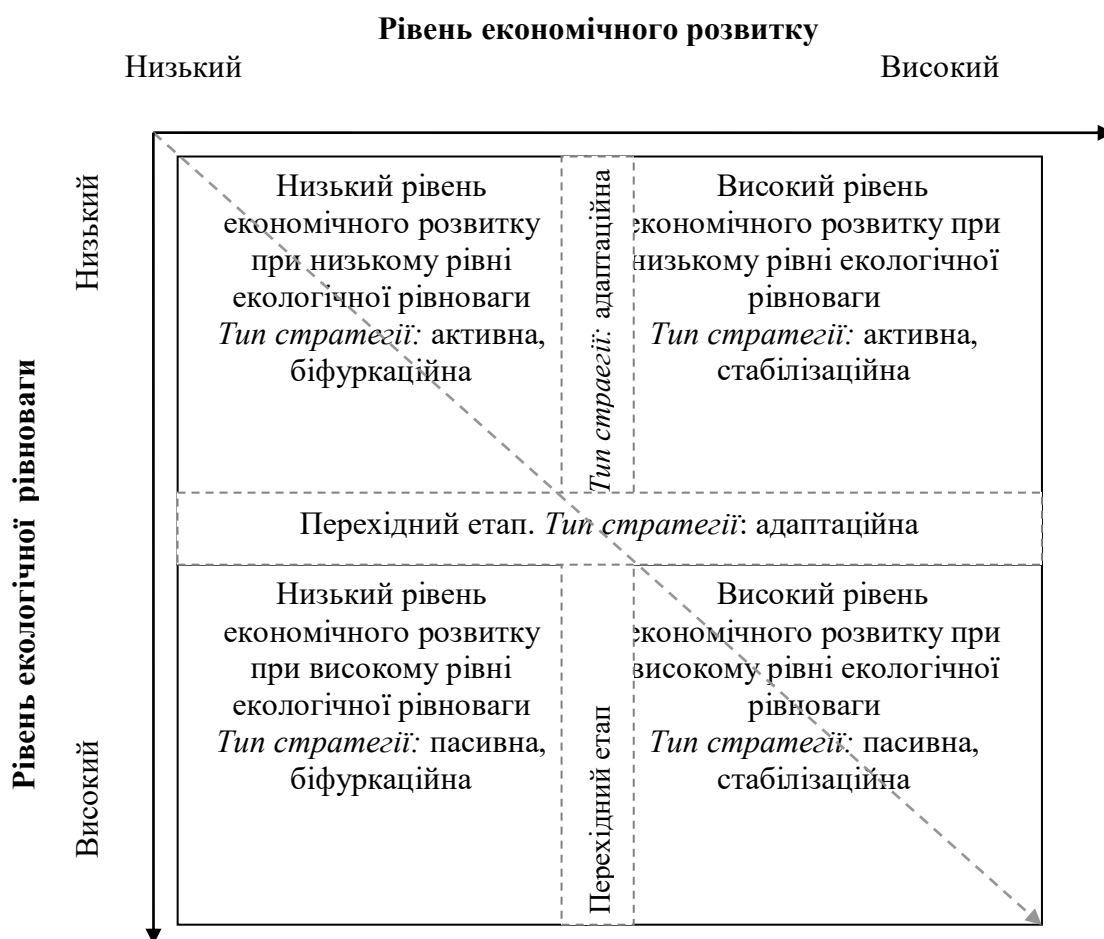 Рівень економічного розвитку
Низький
Високий
Рівень екологічної рівноваги
Низький
Високий
Низький рівень
економічного розвитку
при низькому рівні
екологічної рівноваги
Тип стратегії: активна,
біфуркаційна
Тип страегії: адаптаційна
Високий рівень
економічного розвитку при
низькому рівні екологічної
рівноваги
Тип стратегії: активна,
стабілізаційна
Перехідний етап. Тип стратегії: адаптаційна
Низький рівень
економічного розвитку
при високому рівні
екологічної рівноваги
Тип стратегії: пасивна,
біфуркаційна
Перехідний етап
Високий рівень
економічного розвитку при
високому рівні екологічної
рівноваги
Тип стратегії: пасивна,
стабілізаційна